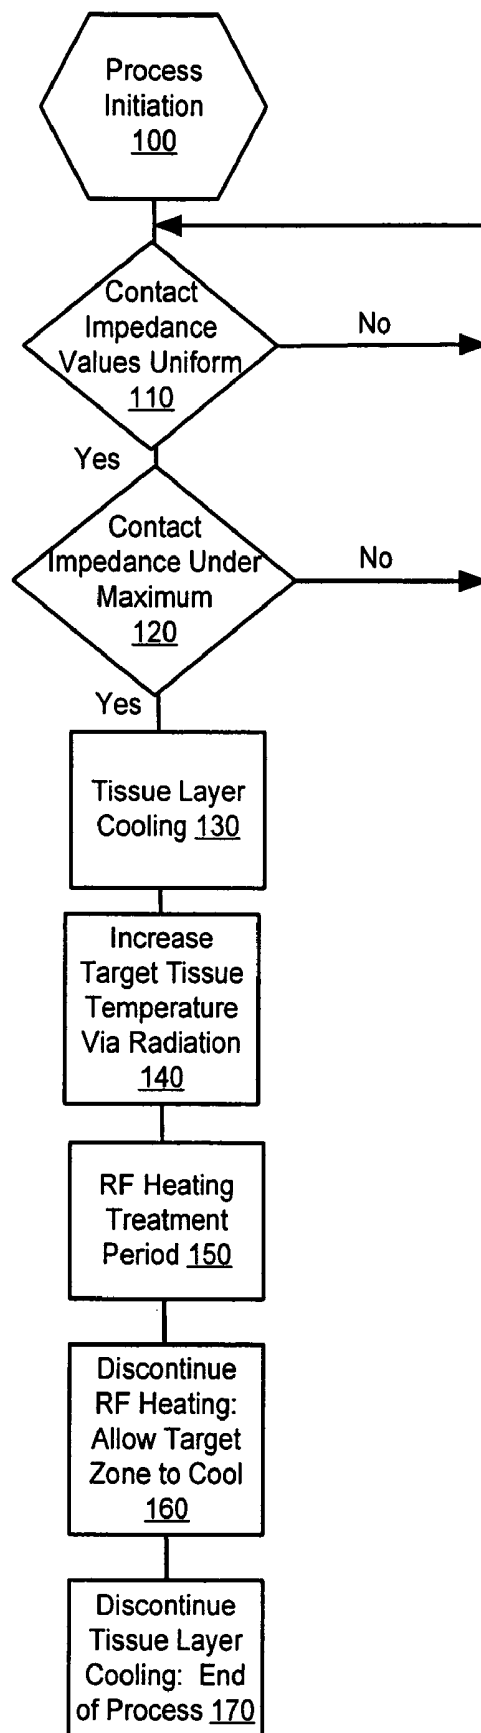 Process
Initiation
100
Contact
Impedance
Values Uniform
110
No
Yes
Contact
Impedance Under
Maximum
120
No
Yes
Tissue Layer
Cooling 130
Increase
Target Tissue
Temperature
Via Radiation
140
RF Heating
Treatment
Period 150
Discontinue
RF Heating:
Allow Target
Zone to Cool
160
Discontinue
Tissue Layer
Cooling: End
of Process 170